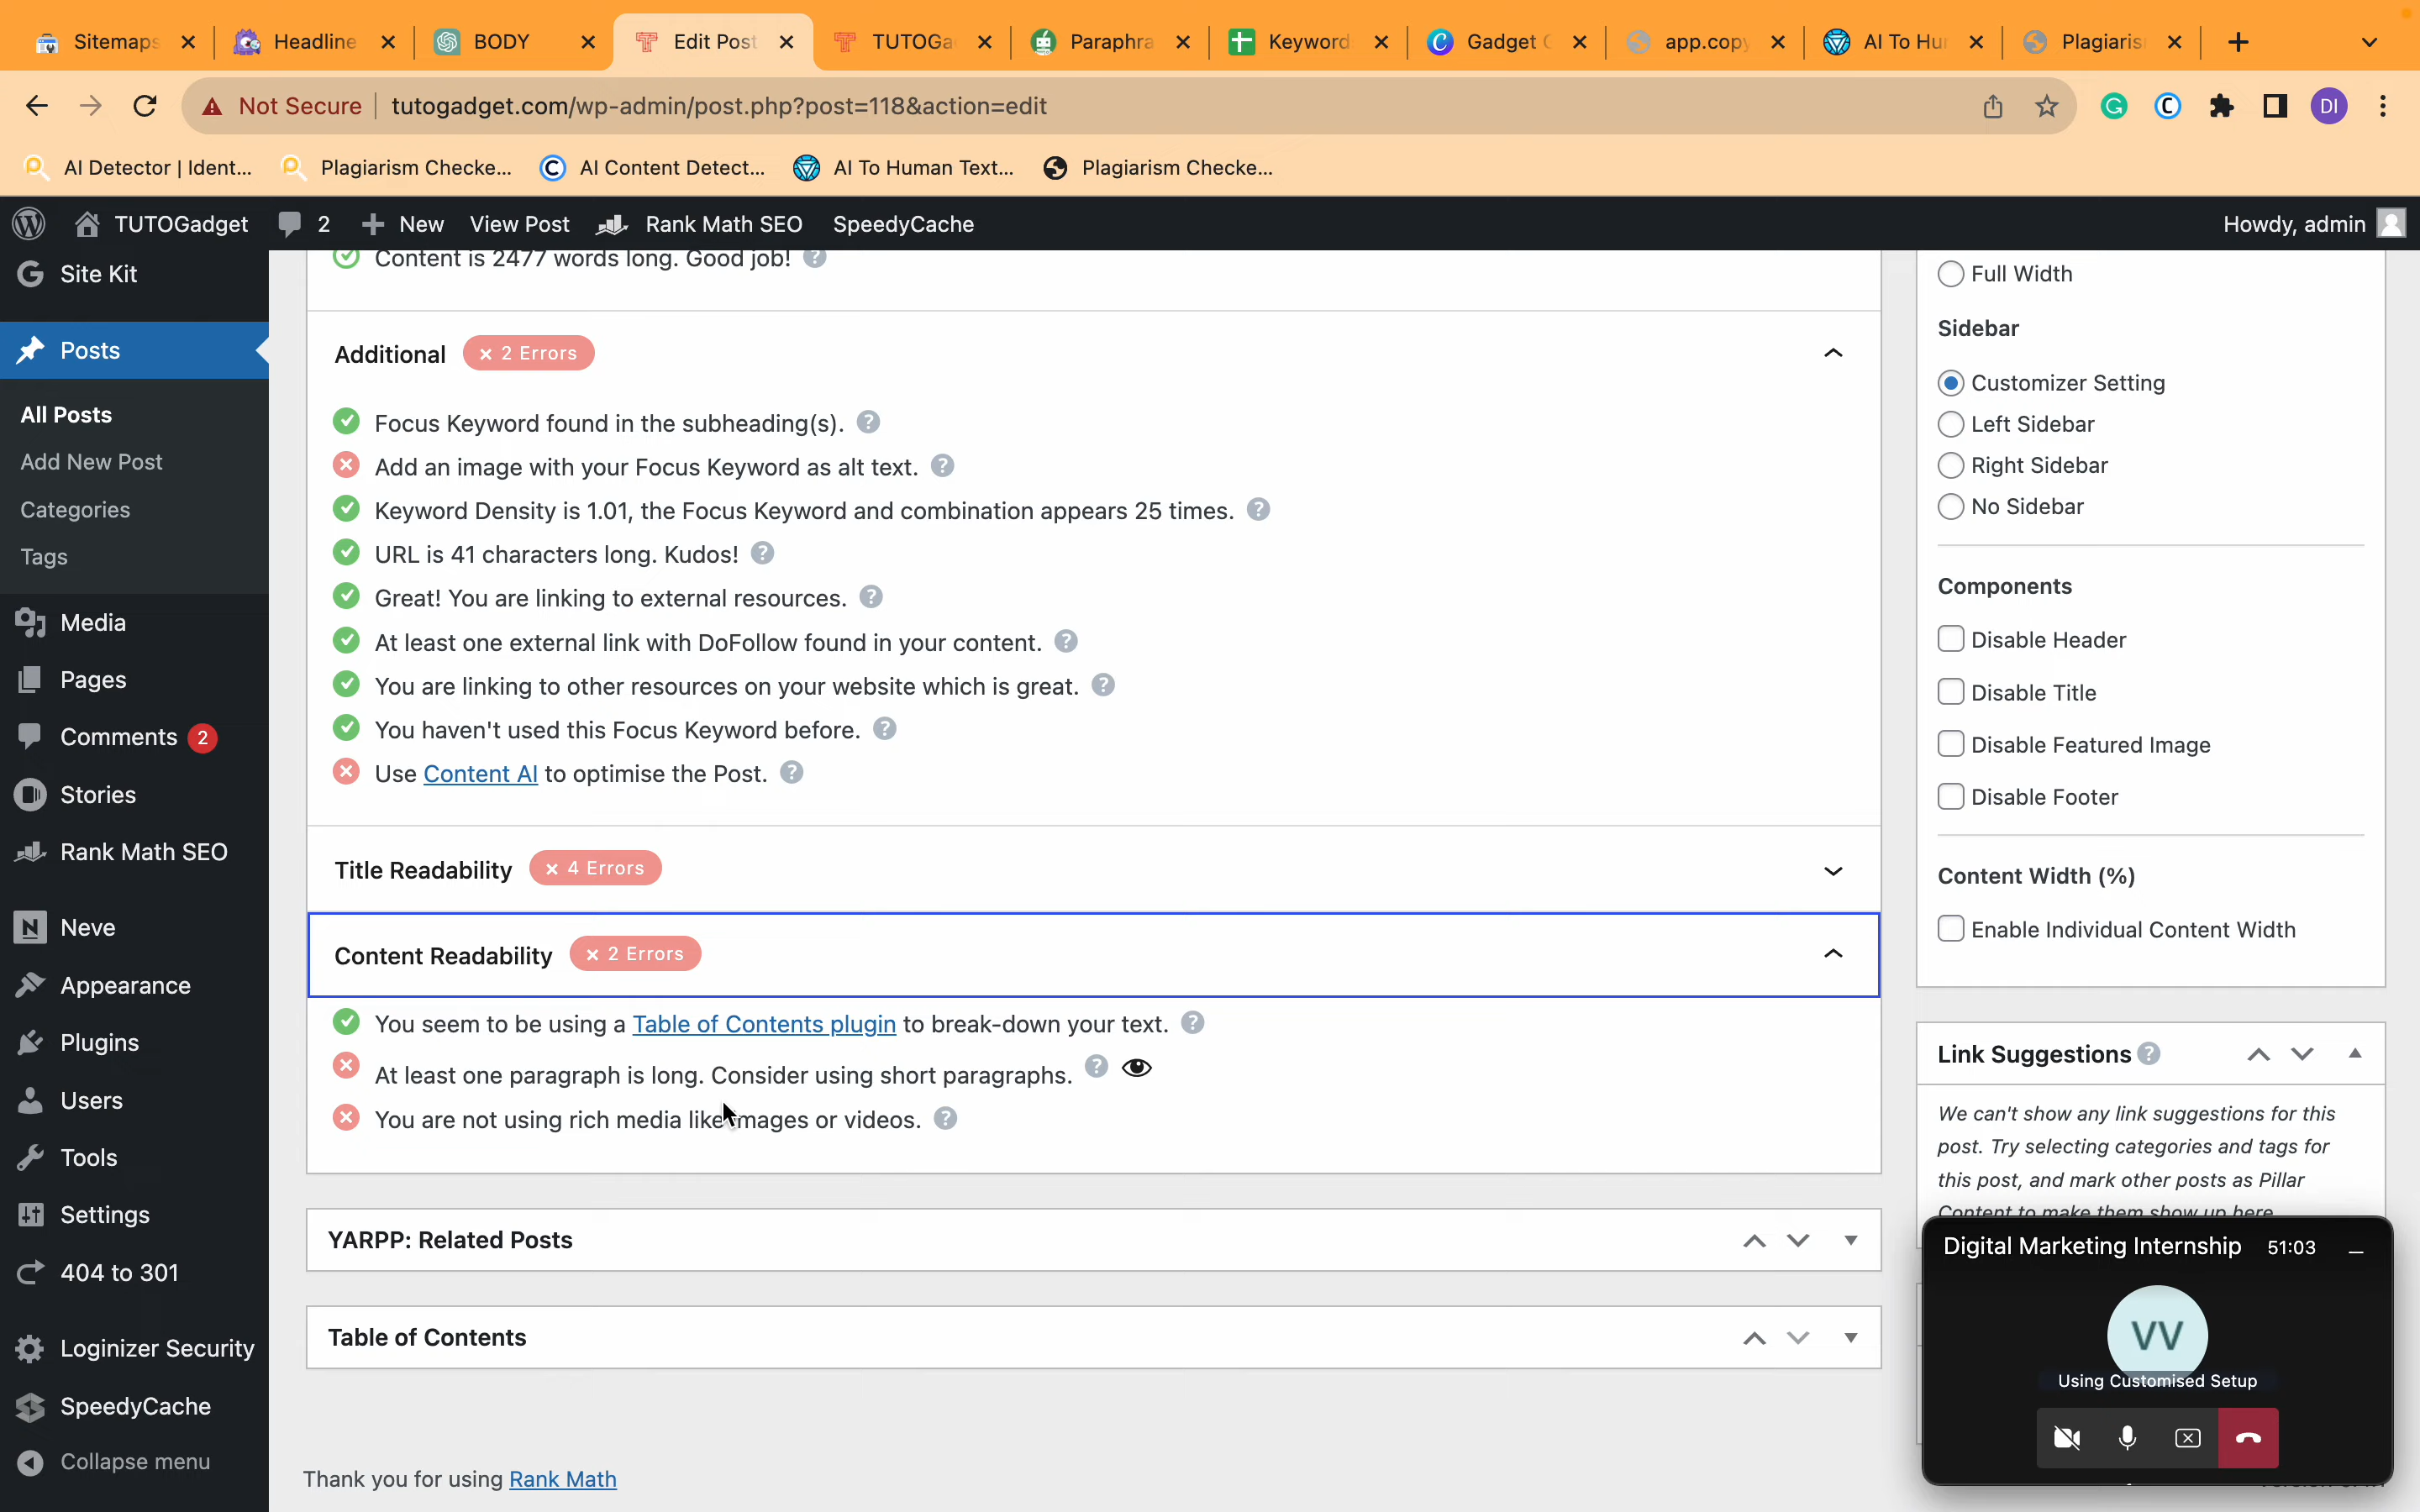 Sitemaps
Headline
BODY
Edit Post
TUTOGa
Paraphra
Keyword
Gadget
app.copy
AI To Hu
Plagiaris
Not Secure
tutogadget.com/wp-admin/post.php?post=118&action=edit
DI
AI Detector | Ident...
Plagiarism Checke...
AI Content Detect...
AI To Human Text...
Plagiarism Checke...
TUTOGadget
2
New
View Post
Rank Math SEO
SpeedyCache
Howdy, admin
Site Kit
Posts
All Posts
Add New Post
Categories
Tags
Media
Pages
Comments 2
Stories
Rank Math SEO
Neve
Appearance
Plugins
Users
Tools
Settings
404 to 301
Loginizer Security
SpeedyCache
Collapse menu
Content is 2477 words long. Good job!
Additional × 2 Errors
Focus Keyword found in the subheading(s).
Add an image with your Focus Keyword as alt text.
Keyword Density is 1.01, the Focus Keyword and combination appears 25 times.
URL is 41 characters long. Kudos!
Great! You are linking to external resources.
At least one external link with DoFollow found in your content.
You are linking to other resources on your website which is great.
You haven't used this Focus Keyword before.
Use Content AI to optimise the Post.
Title Readability × 4 Errors
Content Readability × 2 Errors
You seem to be using a Table of Contents plugin to break-down your text.
At least one paragraph is long. Consider using short paragraphs.
You are not using rich media like images or videos.
YARPP: Related Posts
Table of Contents
Thank you for using Rank Math
Full Width
Sidebar
Customizer Setting
Left Sidebar
Right Sidebar
No Sidebar
Components
Disable Header
Disable Title
Disable Featured Image
Disable Footer
Content Width (%)
Enable Individual Content Width
Link Suggestions
We can't show any link suggestions for this
post. Try selecting categories and tags for
this post, and mark other posts as Pillar
Content to make them show up here
Digital Marketing Internship 51:03
VV
Using Customised Setup